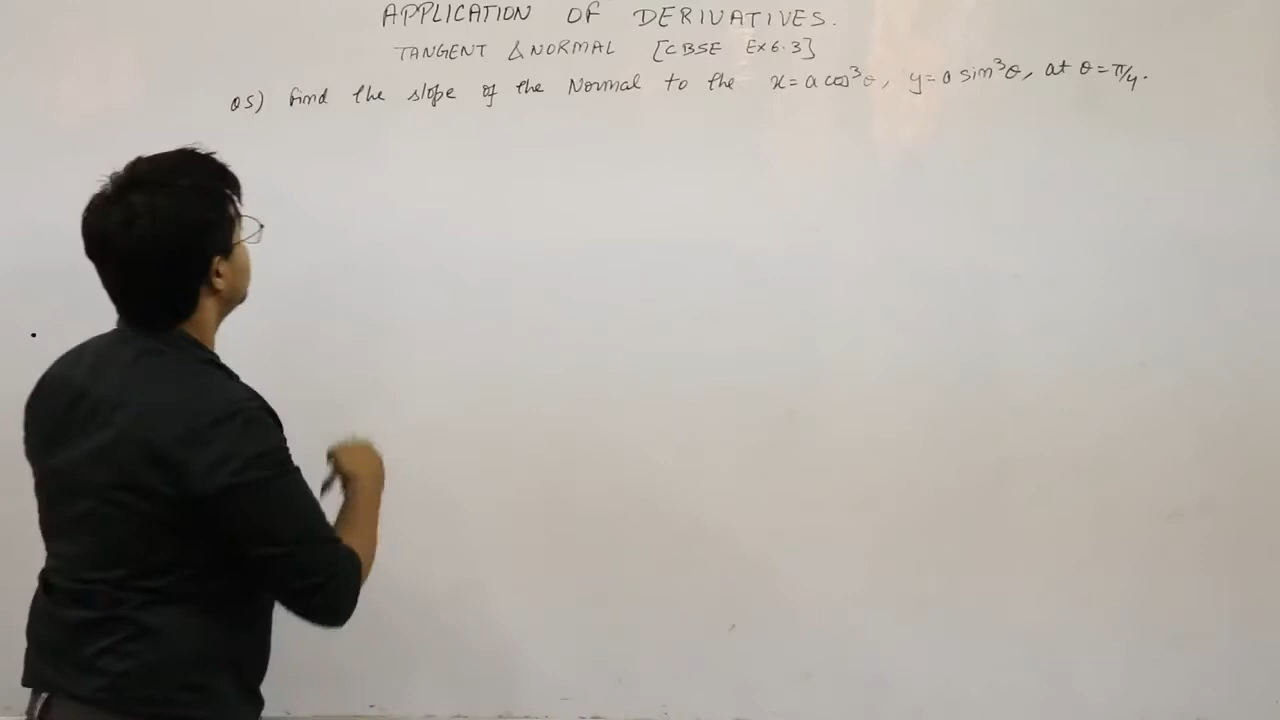 APPLICATION OF DERIVATIVES.
TANGENT & NORMAL [CBSE Ex 6.3]
Q5) Find the slope of the Normal to the x = a cos³θ, y = a sin³θ, at θ = π/4.